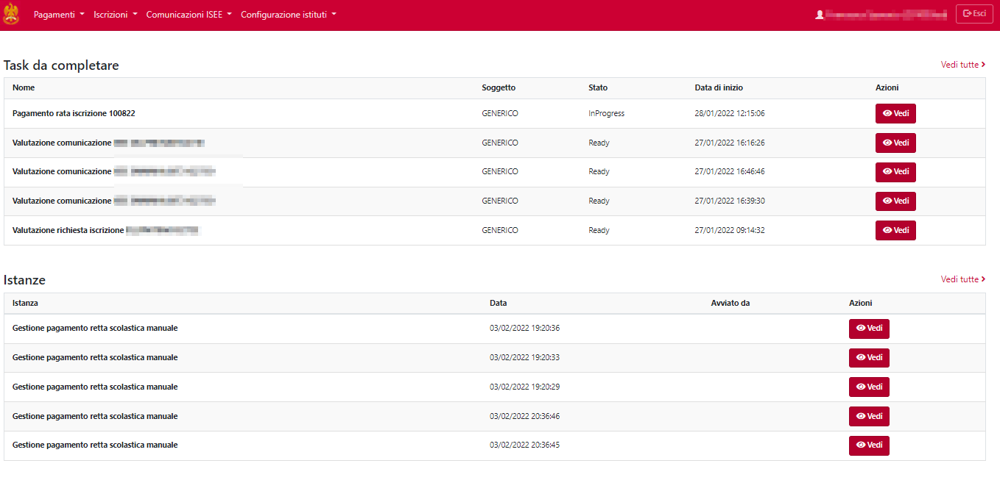 Pagamenti Iscrizioni Comunicazioni ISEE Configurazione istituti Esci
Task da completare Vedi tutte
Nome Soggetto Stato Data di inizio Azioni
Pagamento rata iscrizione 100822 GENERICO InProgress 28/01/2022 12:15:06 Vedi
Valutazione comunicazione GENERICO Ready 27/01/2022 16:16:26 Vedi
Valutazione comunicazione GENERICO Ready 27/01/2022 16:46:46 Vedi
Valutazione comunicazione GENERICO Ready 27/01/2022 16:39:30 Vedi
Valutazione richiesta iscrizione GENERICO Ready 27/01/2022 09:14:32 Vedi
Istanze Vedi tutte
Istanza Data Avviato da Azioni
Gestione pagamento retta scolastica manuale 03/02/2022 19:20:36 Vedi
Gestione pagamento retta scolastica manuale 03/02/2022 19:20:33 Vedi
Gestione pagamento retta scolastica manuale 03/02/2022 19:20:29 Vedi
Gestione pagamento retta scolastica manuale 03/02/2022 20:36:46 Vedi
Gestione pagamento retta scolastica manuale 03/02/2022 20:36:45 Vedi